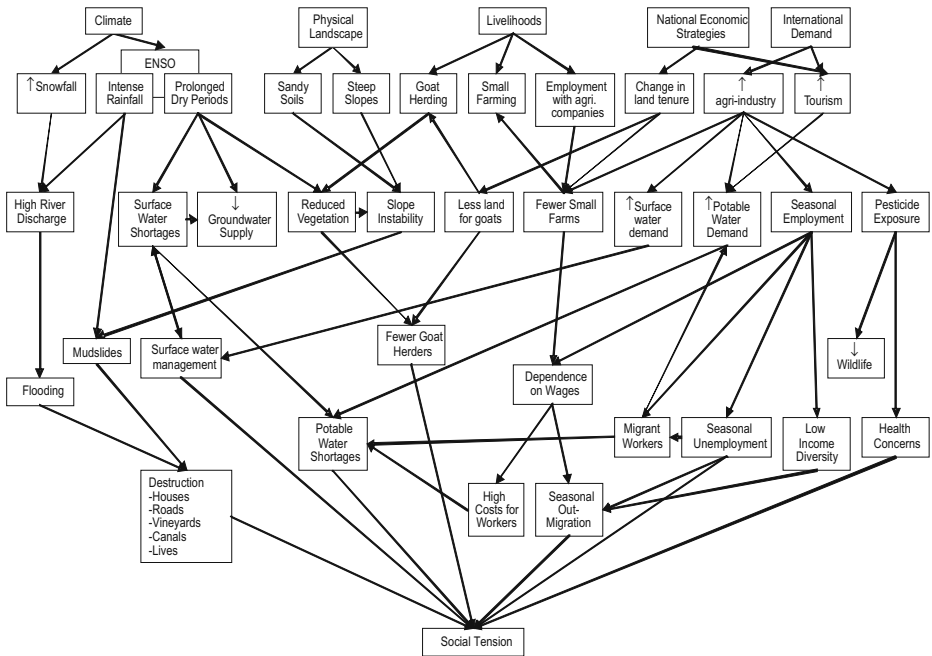 Climate
Physical
Landscape
Livelihoods
National Economic
Strategies
International
Demand
ENSO
↑ Snowfall
Intense
Rainfall
Prolonged
Dry Periods
Sandy
Soils
Steep
Slopes
Goat
Herding
Small
Farming
Employment
with agri.
companies
Change in
land tenure
↑
agri-industry
↑
Tourism
High River
Discharge
Surface
Water
Shortages
↓
Groundwater
Supply
Reduced
Vegetation
Slope
Instability
Less land
for goats
Fewer Small
Farms
↑Surface
water
demand
↑Potable
Water
Demand
Seasonal
Employment
Pesticide
Exposure
Mudslides
Surface water
management
Fewer Goat
Herders
↓
Wildlife
Flooding
Dependence
on Wages
Potable
Water
Shortages
Migrant
Workers
Seasonal
Unemployment
Low
Income
Diversity
Health
Concerns
Destruction
-Houses
-Roads
-Vineyards
-Canals
-Lives
High
Costs for
Workers
Seasonal
Out-
Migration
Social Tension